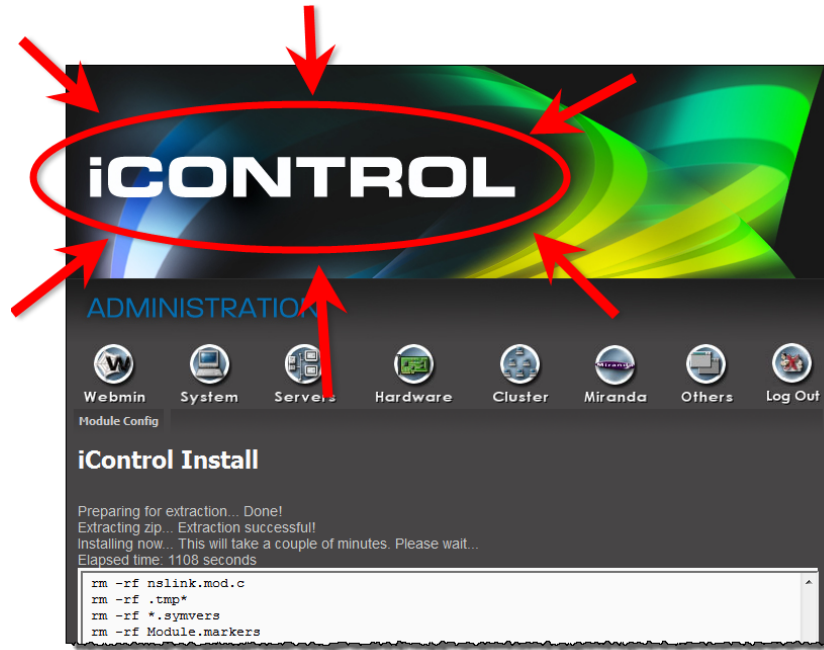 iCONTROL
ADMINISTRATION
Webmin System Servers Hardware Cluster Miranda Others Log Out
Module Config
iControl Install
Preparing for extraction... Done!
Extracting zip... Extraction successful!
Installing now... This will take a couple of minutes. Please wait...
Elapsed time: 1108 seconds
rm -rf nslink.mod.c
rm -rf .tmp*
rm -rf *.symvers
rm -rf Module.markers